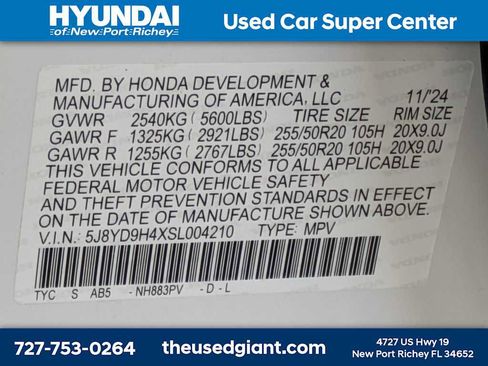 HYUNDAI
of New Port Richey
Used Car Super Center
MFD. BY HONDA DEVELOPMENT &
MANUFACTURING OF AMERICA, LLC 11/'24
GVWR 2540KG(5600LBS) TIRE SIZE RIM SIZE
GAWR F 1325KG(2921LBS) 255/50R20 105H 20X9.0J
GAWR R 1255KG(2767LBS) 255/50R20 105H 20X9.0J
THIS VEHICLE CONFORMS TO ALL APPLICABLE
FEDERAL MOTOR VEHICLE SAFETY
AND THEFT PREVENTION STANDARDS IN EFFECT
ON THE DATE OF MANUFACTURE SHOWN ABOVE.
V.I.N.: 5J8YD9H4XSL004210 TYPE: MPV
TYC S AB5 -NH883PV -D-L
727-753-0264
theusedgiant.com
4727 US Hwy 19
New Port Richey FL 34652